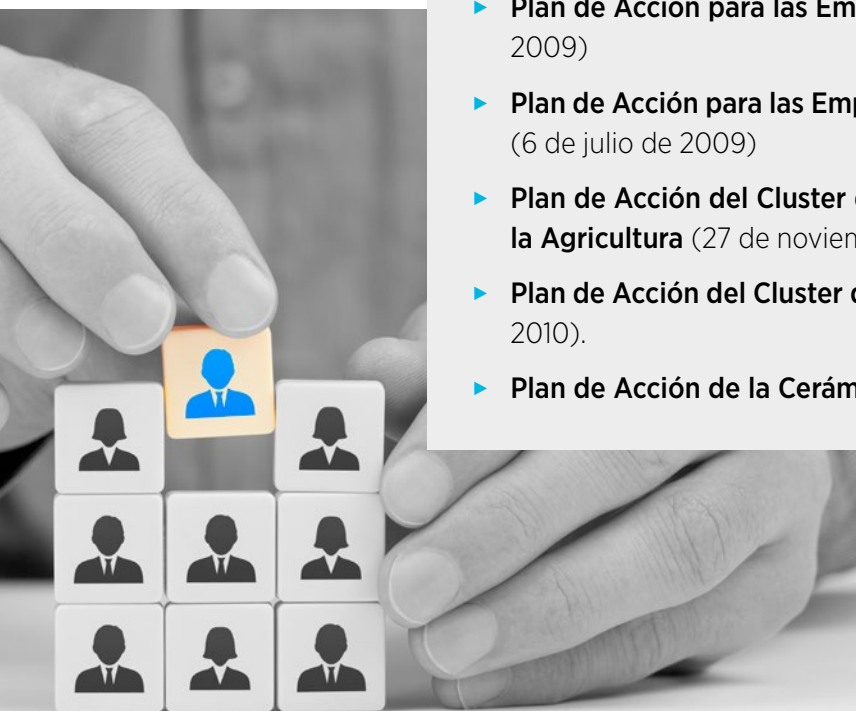 Plan de Acción para las Em
2009)
Plan de Acción para las Emp
(6 de julio de 2009)
Plan de Acción del Cluster
la Agricultura (27 de noviem
Plan de Acción del Cluster
2010).
Plan de Acción de la Cerám